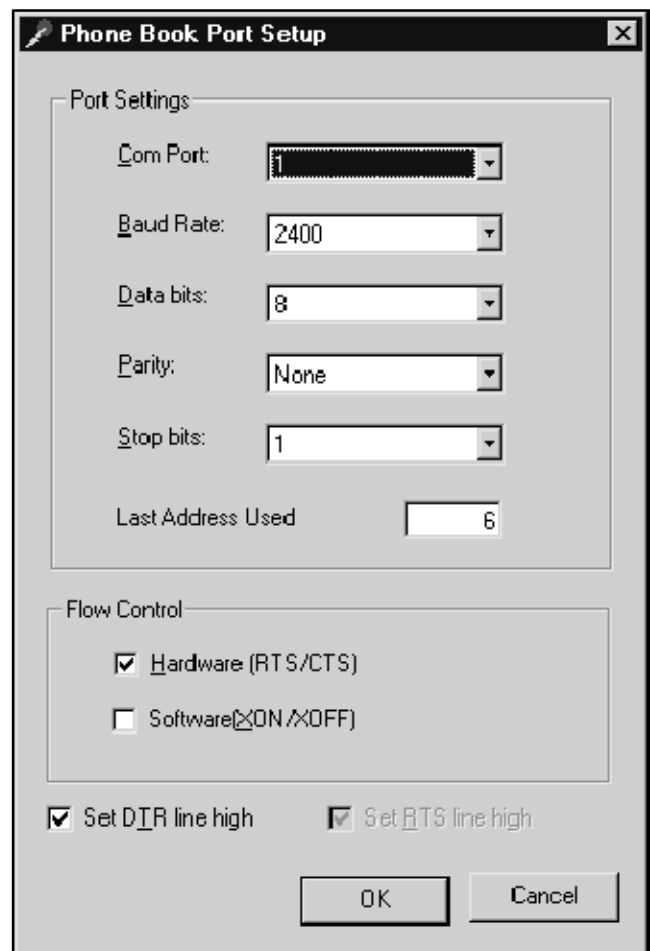 Phone Book Port Setup
Port Settings
Com Port: 1
Baud Rate: 2400
Data bits: 8
Parity: None
Stop bits: 1
Last Address Used 6
Flow Control
Hardware (RTS/CTS)
Software(XON/XOFF)
Set DTR line high Set RTS line high
OK Cancel